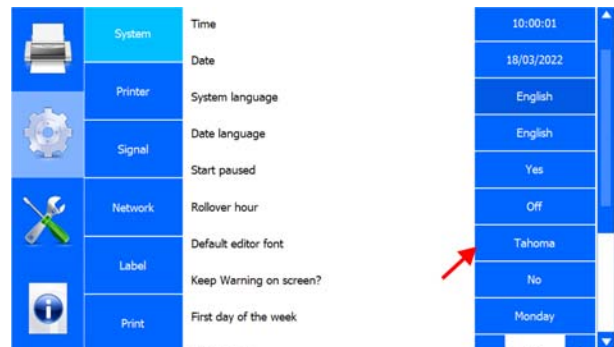 System
Printer
Signal
Network
Label
Print
Time 10:00:01
Date 18/03/2022
System language English
Date language English
Start paused Yes
Rollover hour Off
Default editor font Tahoma
Keep Warning on screen? No
First day of the week Monday